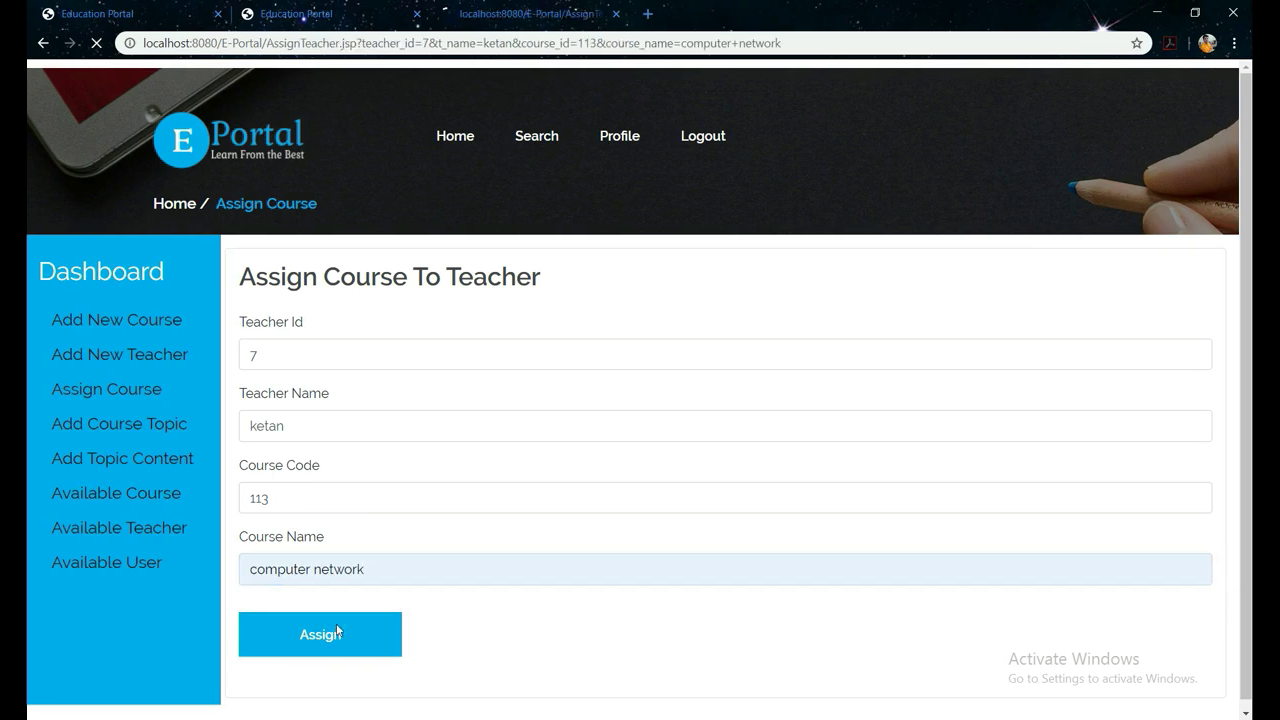 Education Portal
Education Portal
localhost:8080/E-Portal/AssignT
localhost:8080/E-Portal/AssignTeacher.jsp?teacher_id=7&t_name=ketan&course_id=113&course_name=computer+network
E Portal
Learn From the Best
Home Search Profile Logout
Home / Assign Course
Dashboard
Add New Course
Add New Teacher
Assign Course
Add Course Topic
Add Topic Content
Available Course
Available Teacher
Available User
Assign Course To Teacher
Teacher Id
7
Teacher Name
ketan
Course Code
113
Course Name
computer network
Assign
Activate Windows
Go to Settings to activate Windows.